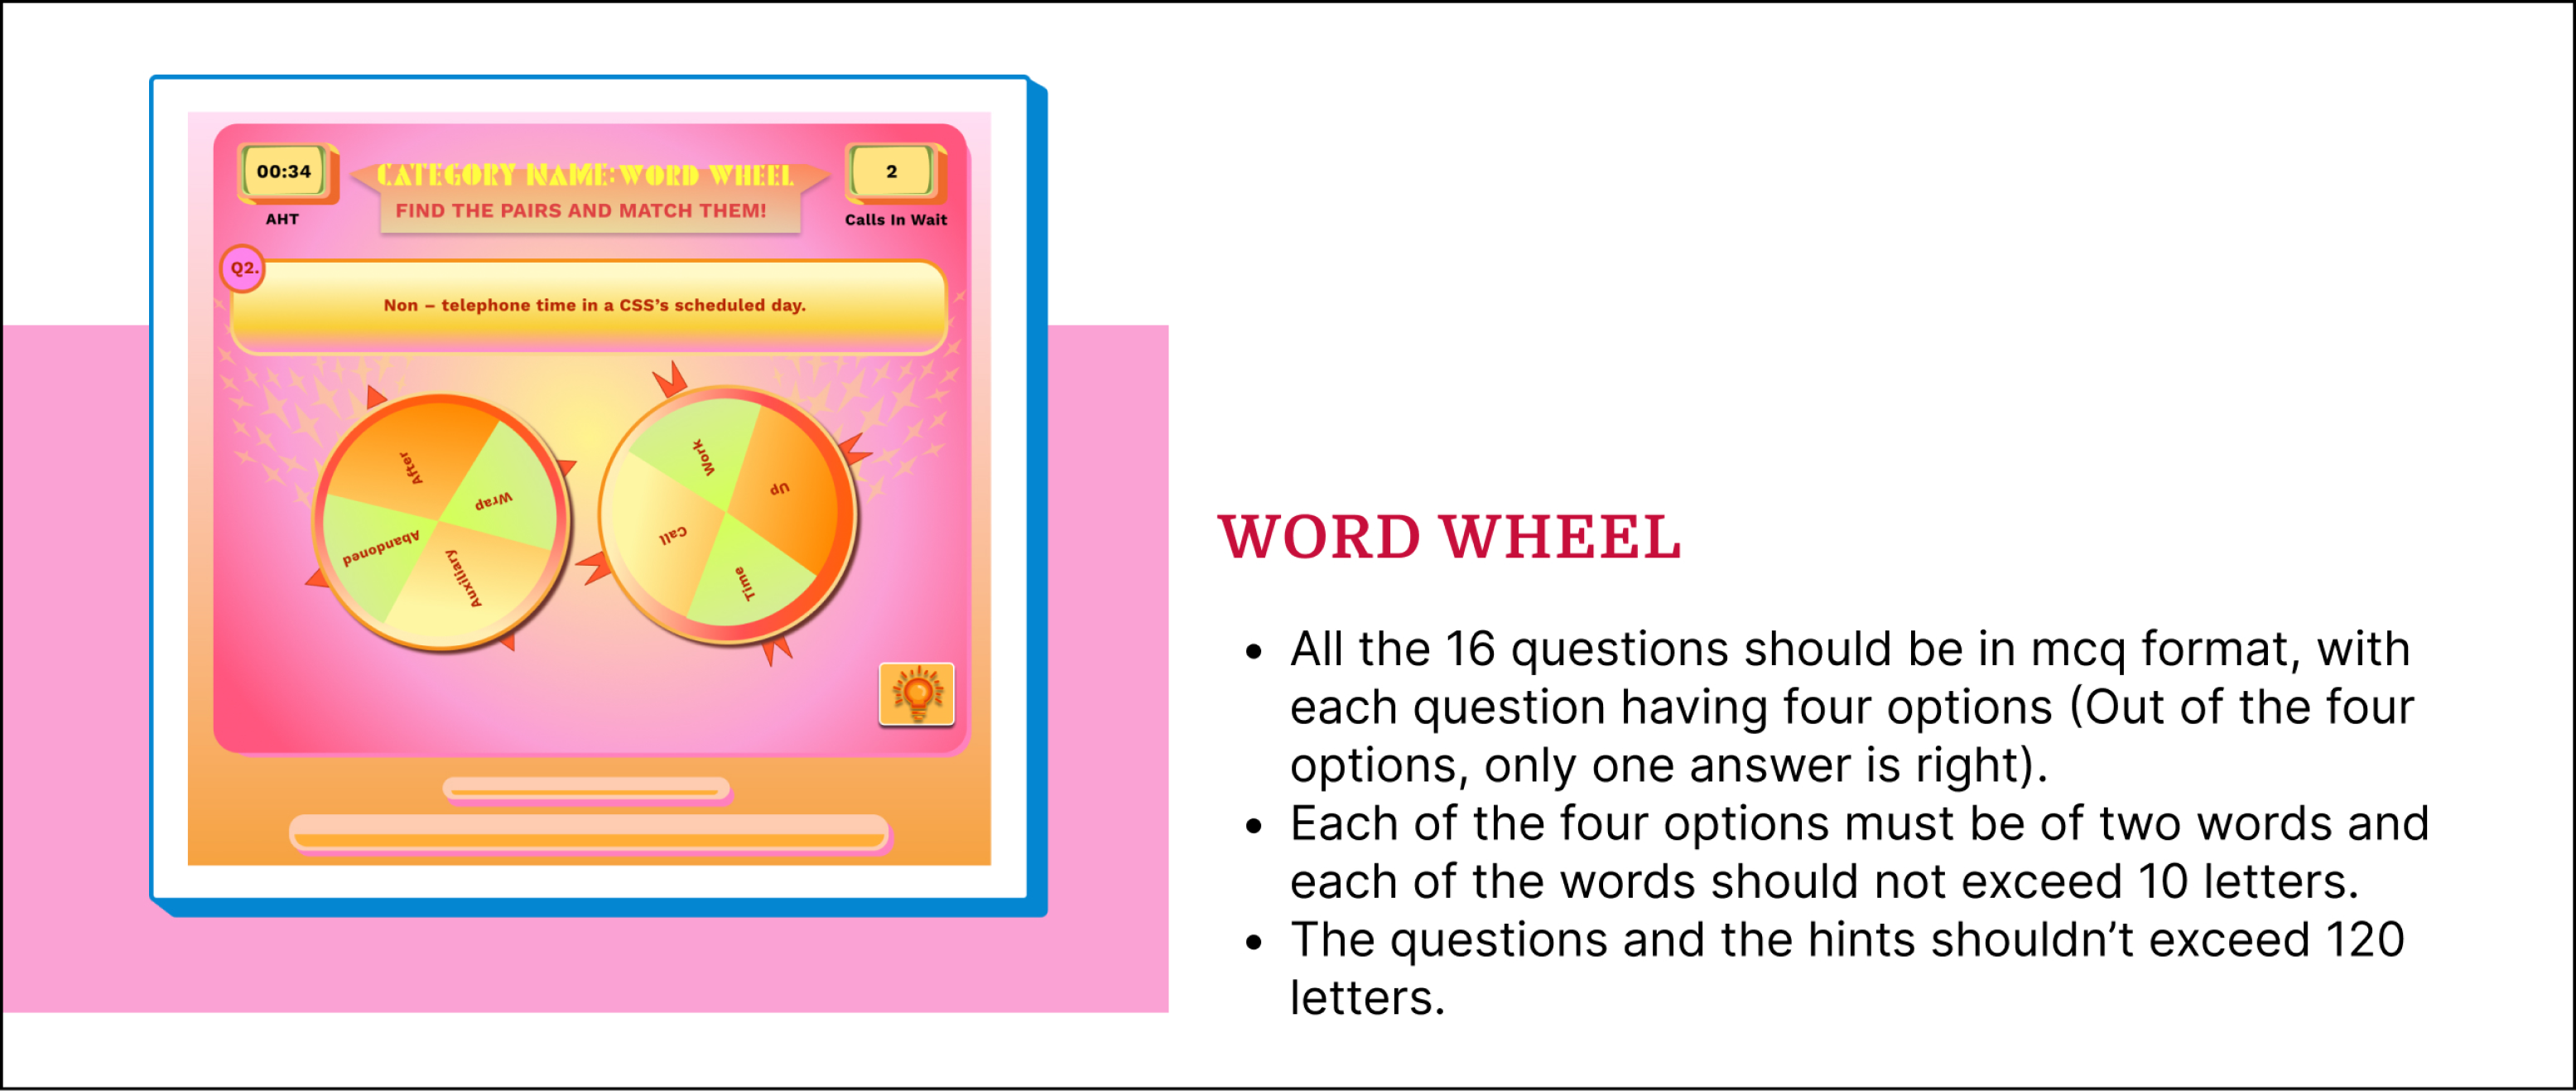 00:34
AHT
CATEGORY NAME:WORD WHEEL
FIND THE PAIRS AND MATCH THEM!
2
Calls In Wait
Q2.
Non – telephone time in a CSS’s scheduled day.
After
Wrap
Abandoned
Auxiliary
Work
Up
Call
Time
WORD WHEEL
• All the 16 questions should be in mcq format, with
each question having four options (Out of the four
options, only one answer is right).
• Each of the four options must be of two words and
each of the words should not exceed 10 letters.
• The questions and the hints shouldn’t exceed 120
letters.